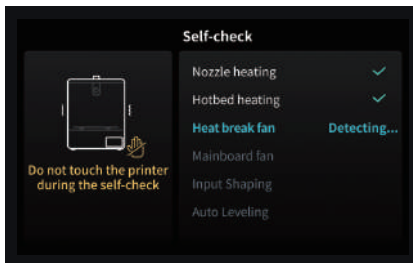 Self-check
Do not touch the printer
during the self-check
Nozzle heating
Hotbed heating
Heat break fan Detecting...
Mainboard fan
Input Shaping
Auto Leveling